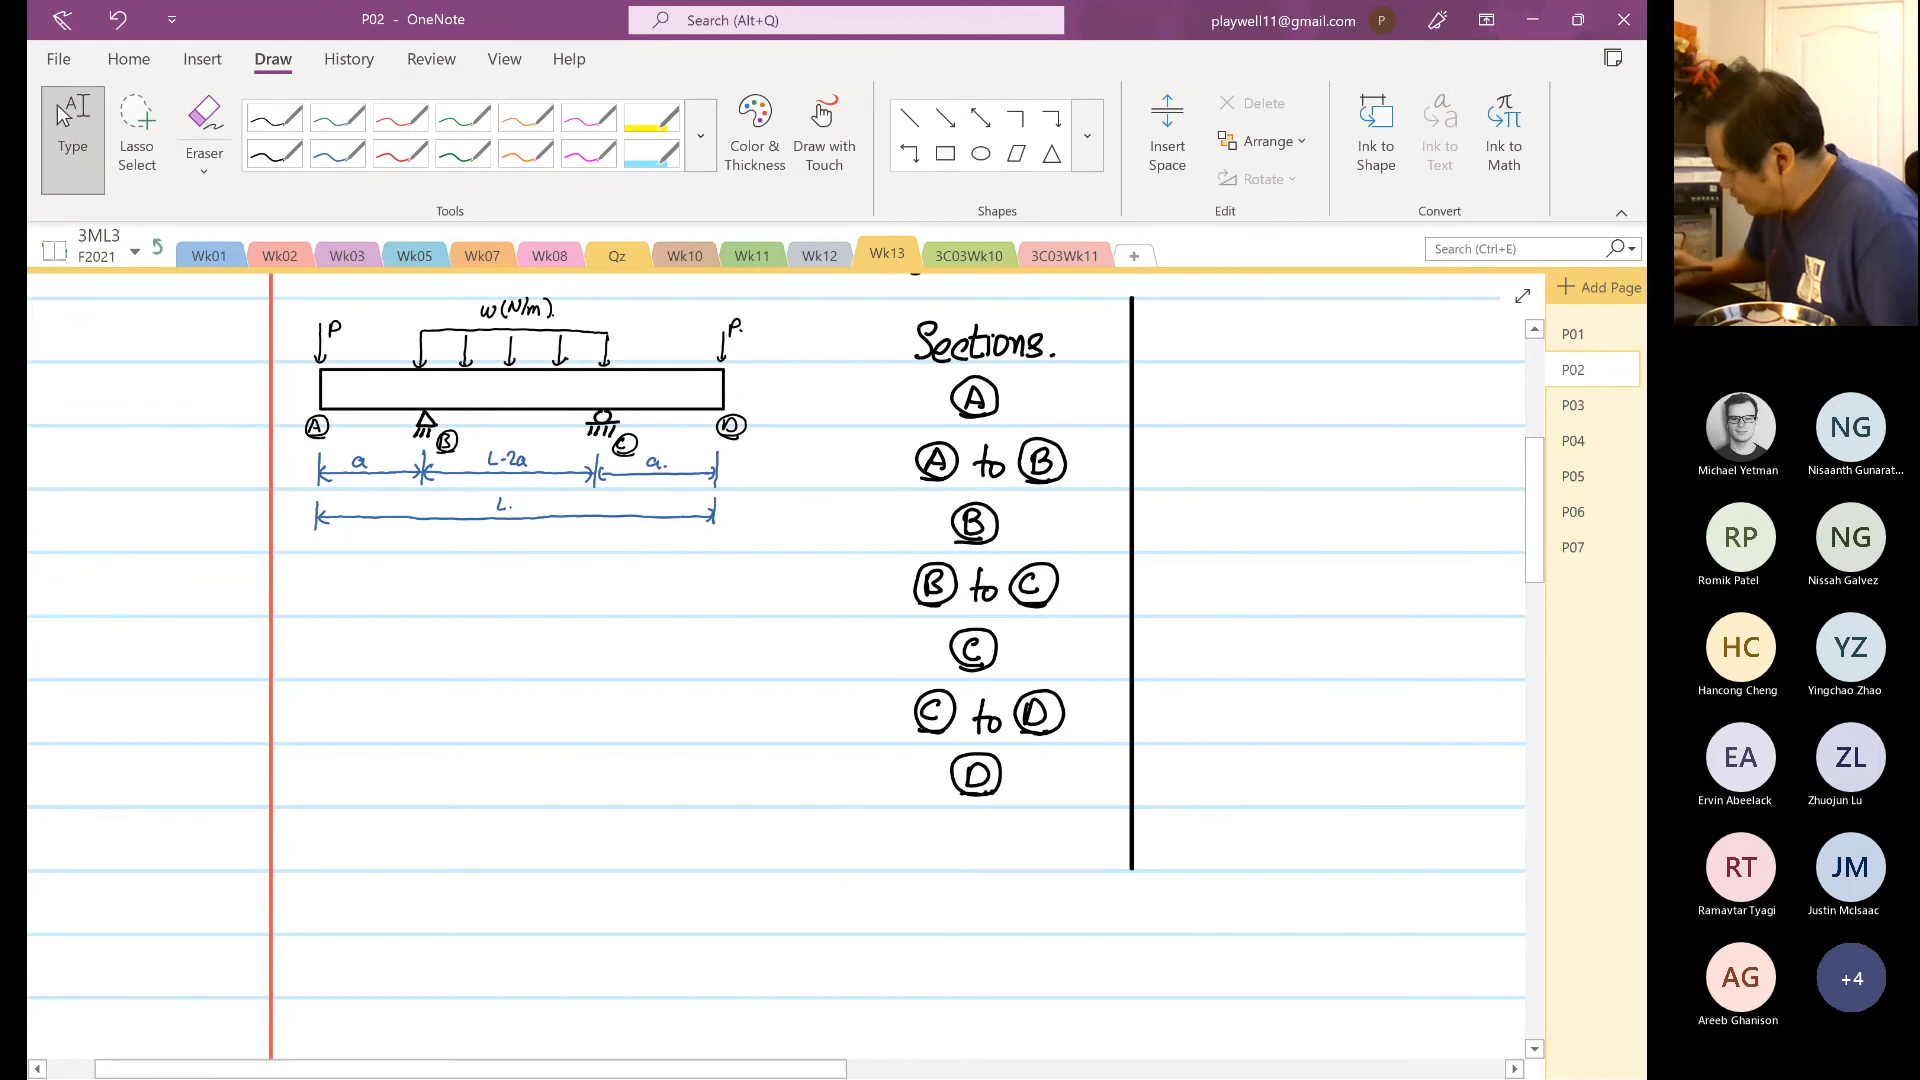 P02 - OneNote
Search (Alt+Q)
playwell11@gmail.com
P
File
Home
Insert
Draw
History
Review
View
Help
Type
Lasso Select
Eraser
Color & Thickness
Draw with Touch
Insert Space
Delete
Arrange
Rotate
Ink to Shape
Ink to Text
Ink to Math
Tools
Shapes
Edit
Convert
3ML3
F2021
Wk01
Wk02
Wk03
Wk05
Wk07
Wk08
Qz
Wk10
Wk11
Wk12
Wk13
3C03Wk10
3C03Wk11
Search (Ctrl+E)
Add Page
P01
P02
P03
P04
P05
P06
P07
w(N/m).
P
P.
A
B
C
D
a
L-2a
a.
L.
Sections.
A
A to B
B
B to C
C
C to D
D
Michael Yetman
NG
Nisaanth Gunarat...
RP
Romik Patel
NG
Nissah Galvez
HC
Hancong Cheng
YZ
Yingchao Zhao
EA
Ervin Abeelack
ZL
Zhuojun Lu
RT
Ramavtar Tyagi
JM
Justin McIsaac
AG
Areeb Ghanison
+4